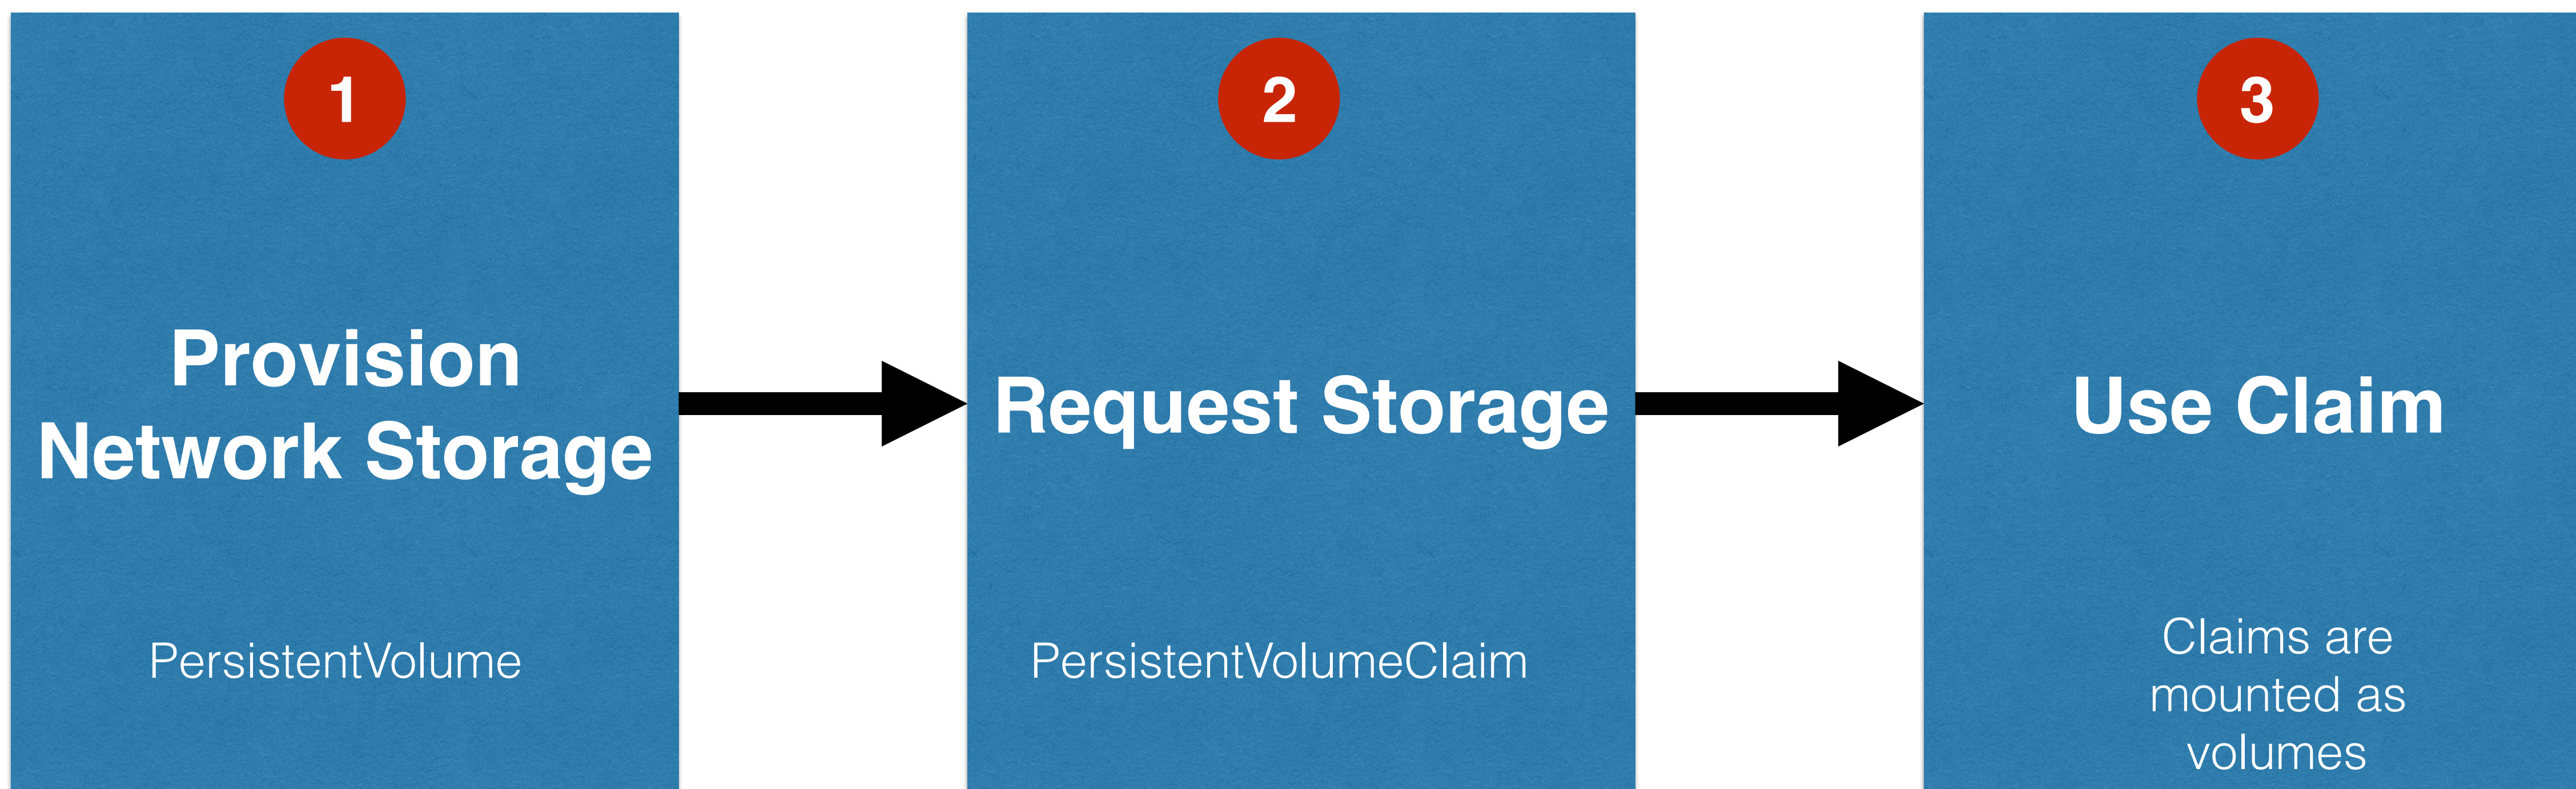 1
Provision
Network Storage
PersistentVolume
2
Request Storage
PersistentVolumeClaim
3
Use Claim
Claims are
mounted as
volumes